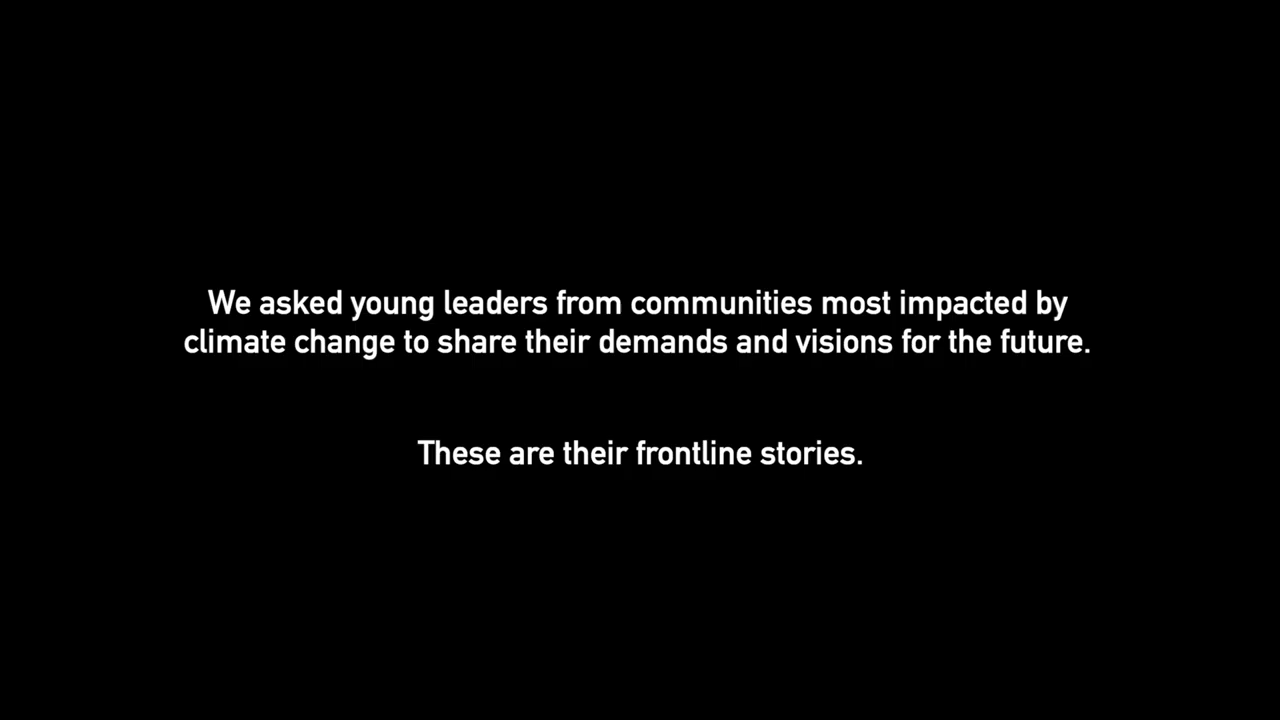 We asked young leaders from communities most impacted by
climate change to share their demands and visions for the future.
These are their frontline stories.